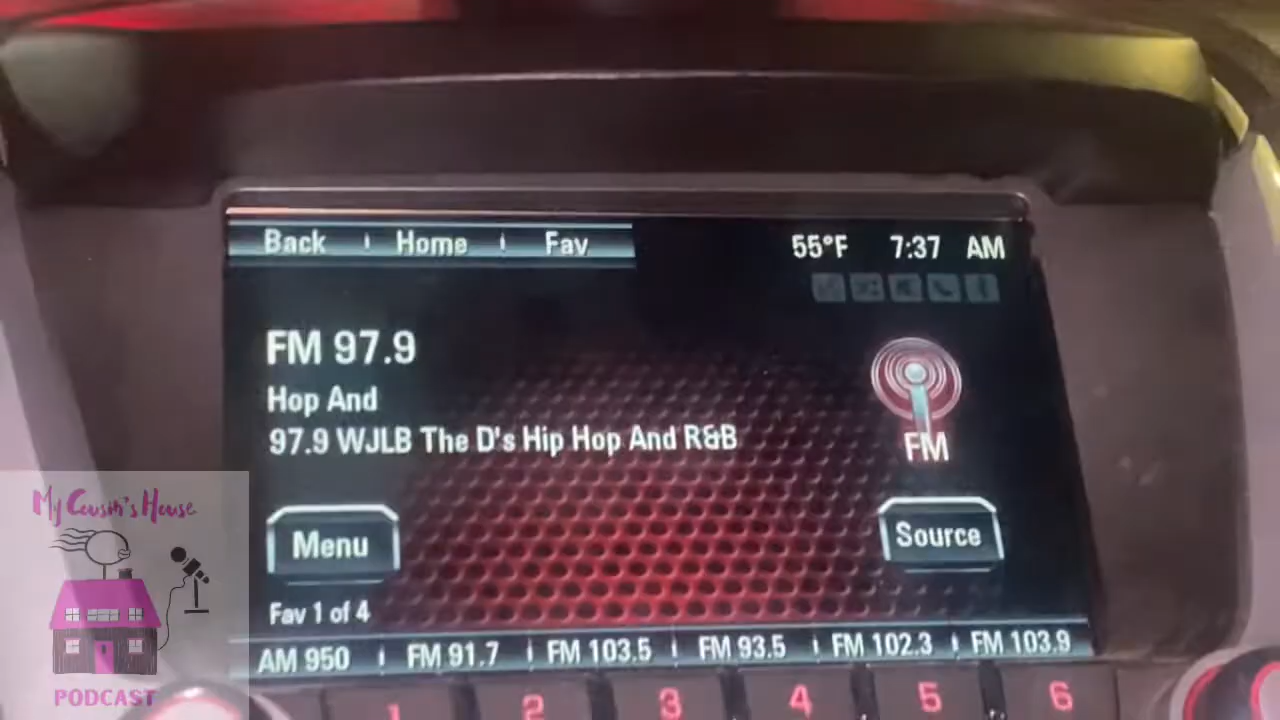 Back Home Fav 55°F 7:37 AM
FM 97.9
Hop And
97.9 WJLB The D's Hip Hop And R&B
FM
Menu
Source
Fav 1 of 4
AM 950 FM 91.7 FM 103.5 FM 93.5 FM 102.3 FM 103.9
1 2 3 4 5 6
My Cousin's House
PODCAST